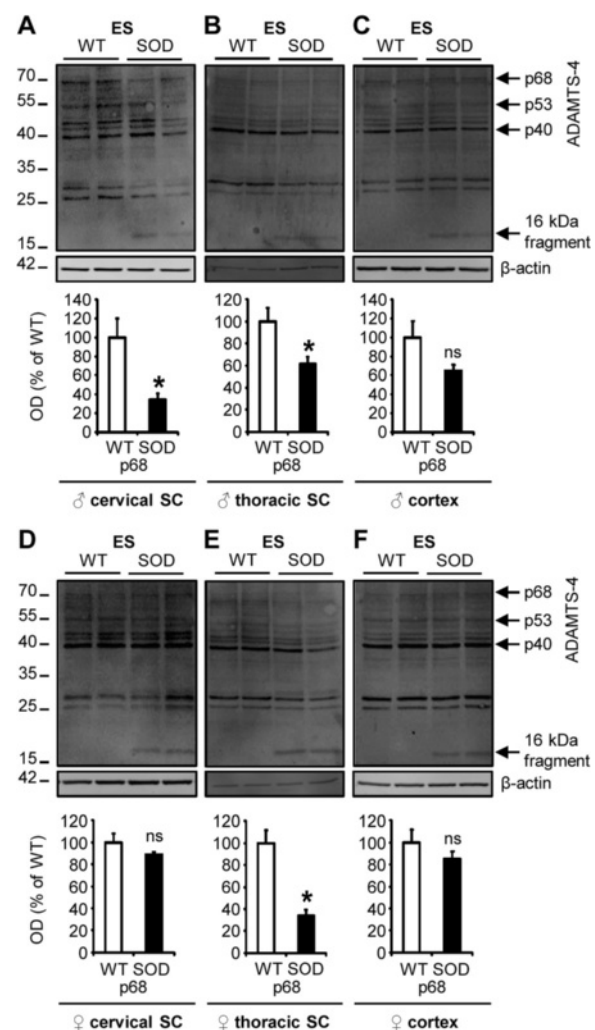 A B C
ES ES ES
WT SOD WT SOD WT SOD
70
55
40
35
25
15
42
p68
p53
p40
ADAMTS-4
16 kDa
fragment
β-actin
OD (% of WT)
140
120
100
80
60
40
20
0
*
WT SOD
p68
♂ cervical SC
120
100
80
60
40
20
0
*
WT SOD
p68
♂ thoracic SC
140
120
100
80
60
40
20
0
ns
WT SOD
p68
♂ cortex
D E F
ES ES ES
WT SOD WT SOD WT SOD
70
55
40
35
25
15
42
p68
p53
p40
ADAMTS-4
16 kDa
fragment
β-actin
OD (% of WT)
120
100
80
60
40
20
0
ns
WT SOD
p68
♀ cervical SC
120
100
80
60
40
20
0
*
WT SOD
p68
♀ thoracic SC
120
100
80
60
40
20
0
ns
WT SOD
p68
♀ cortex